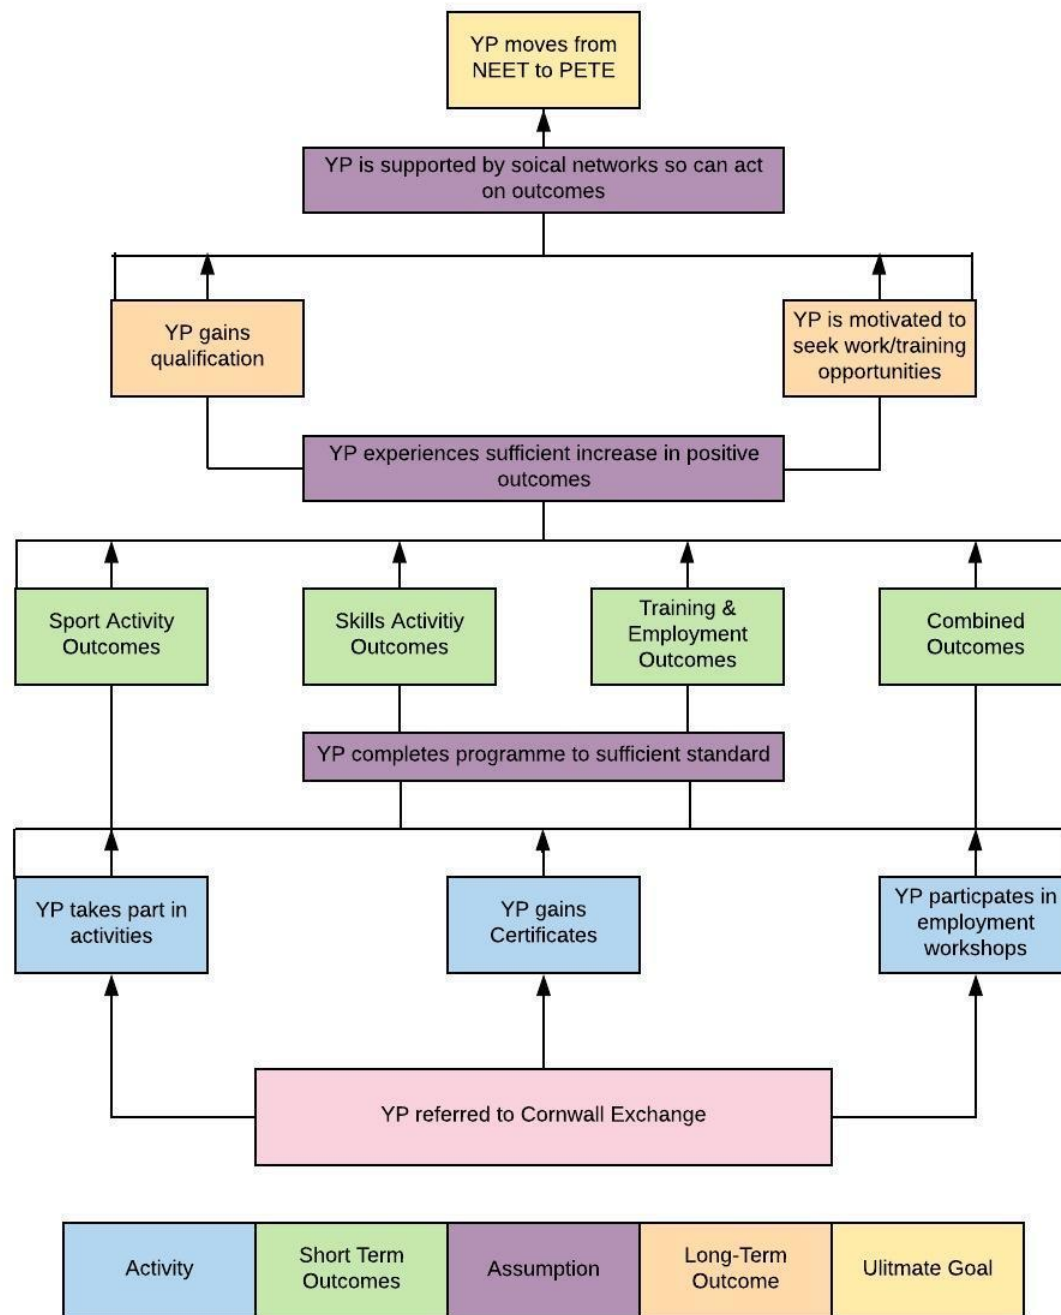 YP moves from
NEET to PETE
YP is supported by soical networks so can act
on outcomes
YP gains
qualification
YP is motivated to
seek work/training
opportunities
YP experiences sufficient increase in positive
outcomes
Sport Activity
Outcomes
Skills Activitiy
Outcomes
Training &
Employment
Outcomes
Combined
Outcomes
YP completes programme to sufficient standard
YP takes part in
activities
YP gains
Certificates
YP particpates in
employment
workshops
YP referred to Cornwall Exchange
Activity
Short Term
Outcomes
Assumption
Long-Term
Outcome
Ulitmate Goal